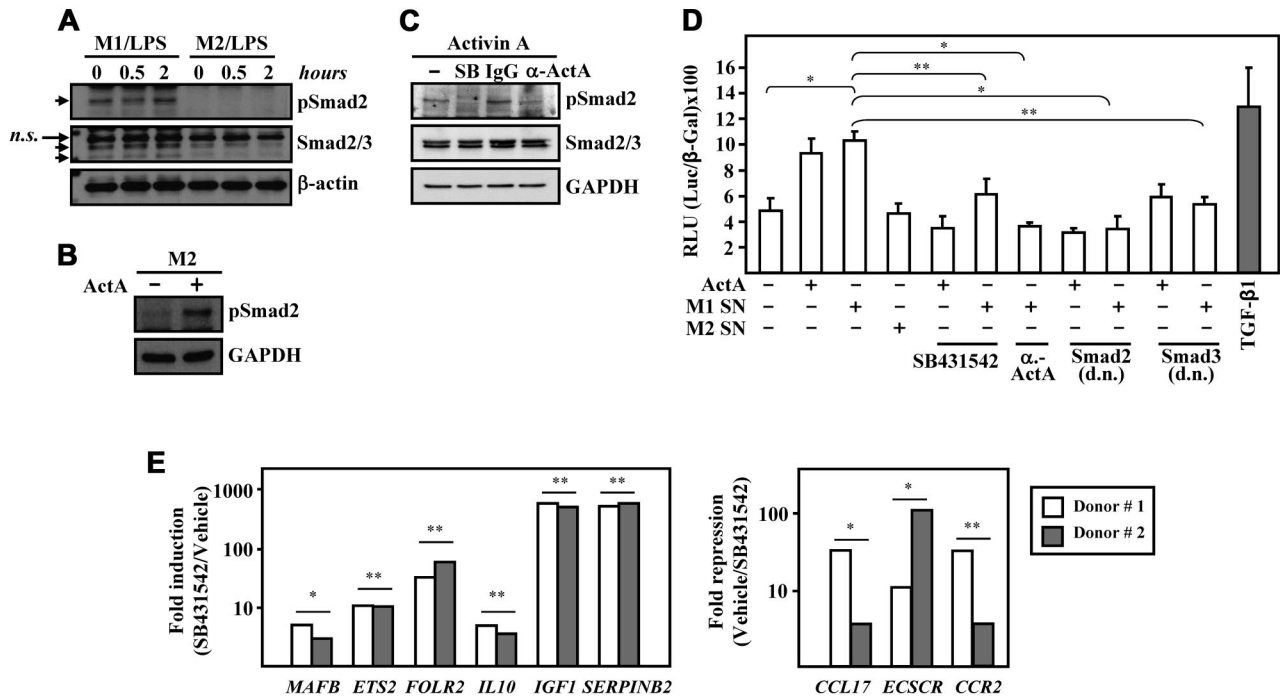 A
M1/LPS M2/LPS
0 0.5 2 0 0.5 2 hours
pSmad2
n.s.
Smad2/3
β-actin
B
M2
ActA − +
pSmad2
GAPDH
C
Activin A
− SB IgG α-ActA
pSmad2
Smad2/3
GAPDH
D
RLU (Luc/β-Gal)x100
16
14
12
10
8
6
4
2
*
**
*
*
**
ActA − + − − + − − + − + −
M1 SN − − + − − + + − + − +
M2 SN − − − + − − − − − − −
SB431542
α.-
ActA
Smad2
(d.n.)
Smad3
(d.n.)
TGF-β1
E
Fold induction
(SB431542/Vehicle)
1000
100
10
* ** ** ** ** **
MAFB ETS2 FOLR2 IL10 IGF1 SERPINB2
Fold repression
(Vehicle/SB431542)
100
10
* * **
CCL17 ECSCR CCR2
Donor # 1
Donor # 2